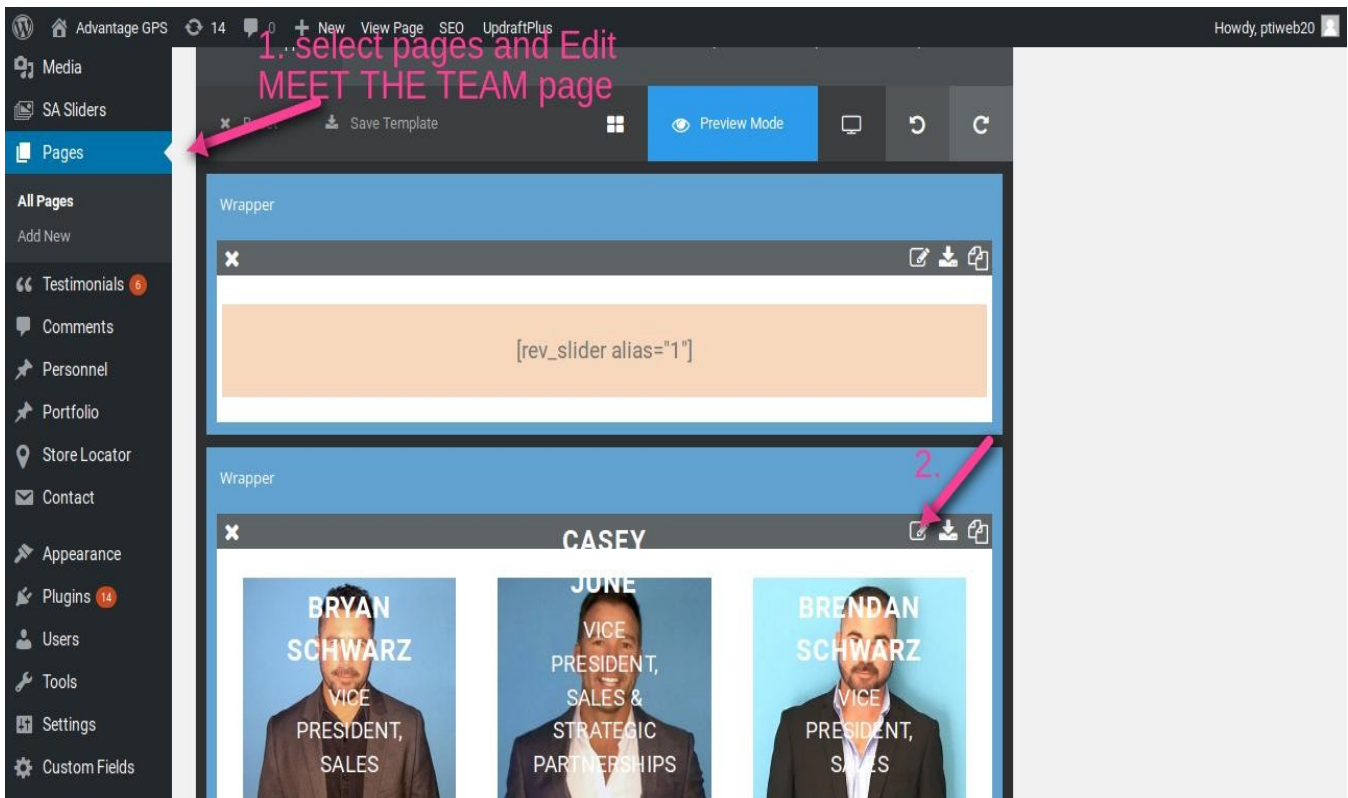 Advantage GPS 14 0 New View Page SEO UpdraftPlus Howdy, ptiweb20
1. select pages and Edit
MEET THE TEAM page
Media
SA Sliders
Pages
All Pages
Add New
Testimonials 6
Comments
Personnel
Portfolio
Store Locator
Contact
Appearance
Plugins 14
Users
Tools
Settings
Custom Fields
Save Template Preview Mode
Wrapper
[rev_slider alias="1"]
Wrapper
2.
BRYAN
SCHWARZ
VICE
PRESIDENT,
SALES
CASEY
JUNE
VICE
PRESIDENT,
SALES &
STRATEGIC
PARTNERSHIPS
BRENDAN
SCHWARZ
VICE
PRESIDENT,
SALES